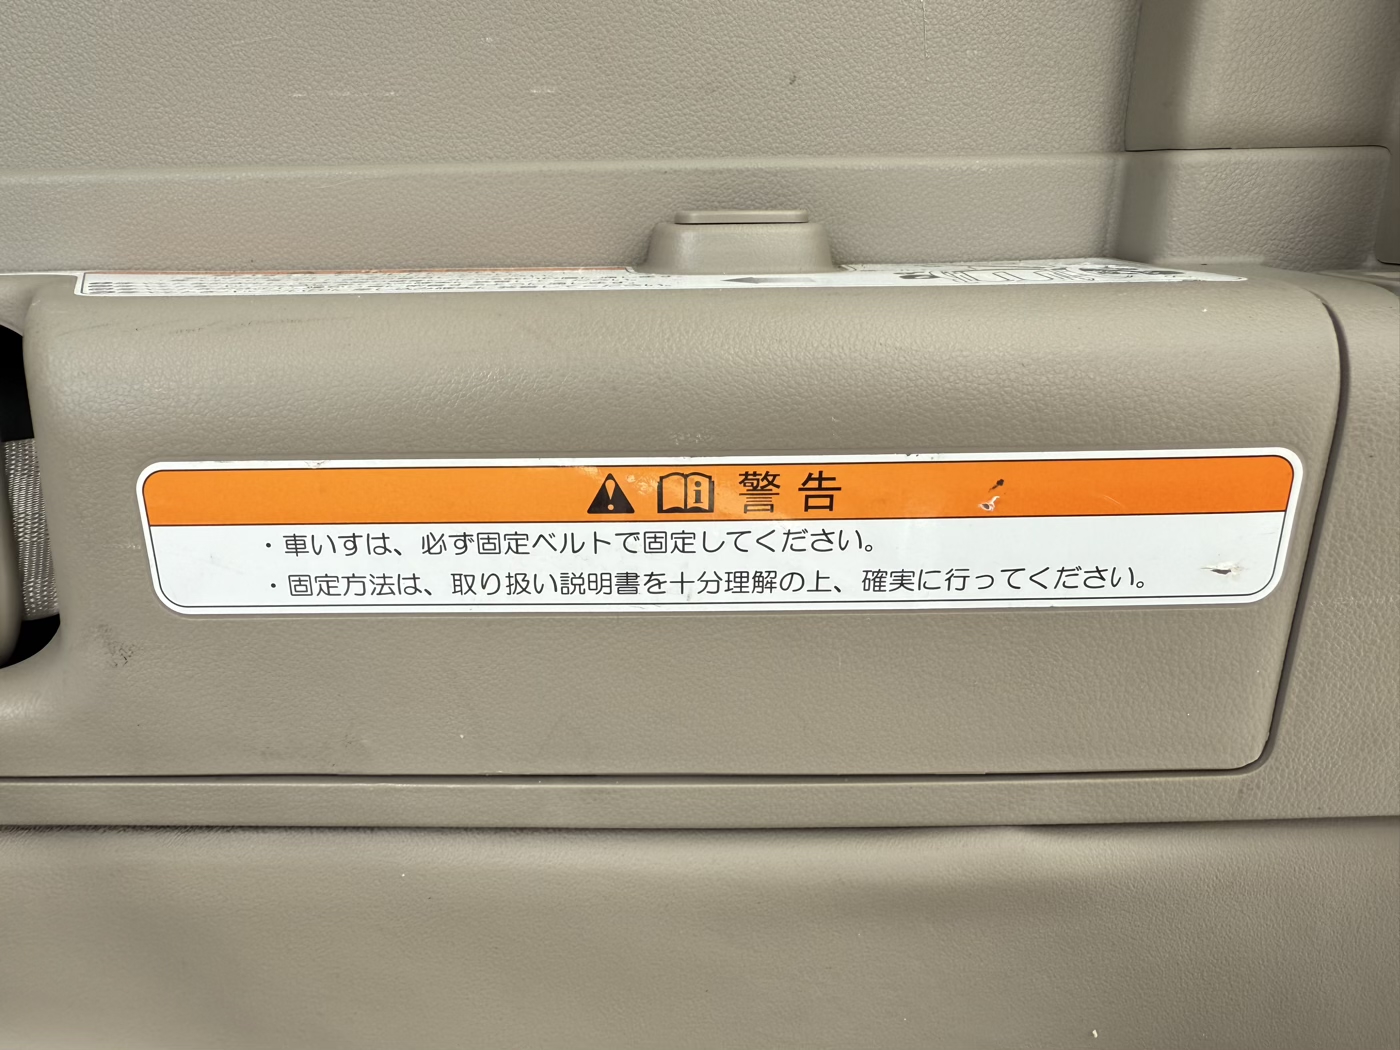 警告
・車いすは、必ず固定ベルトで固定してください。
・固定方法は、取り扱い説明書を十分理解の上、確実に行ってください。